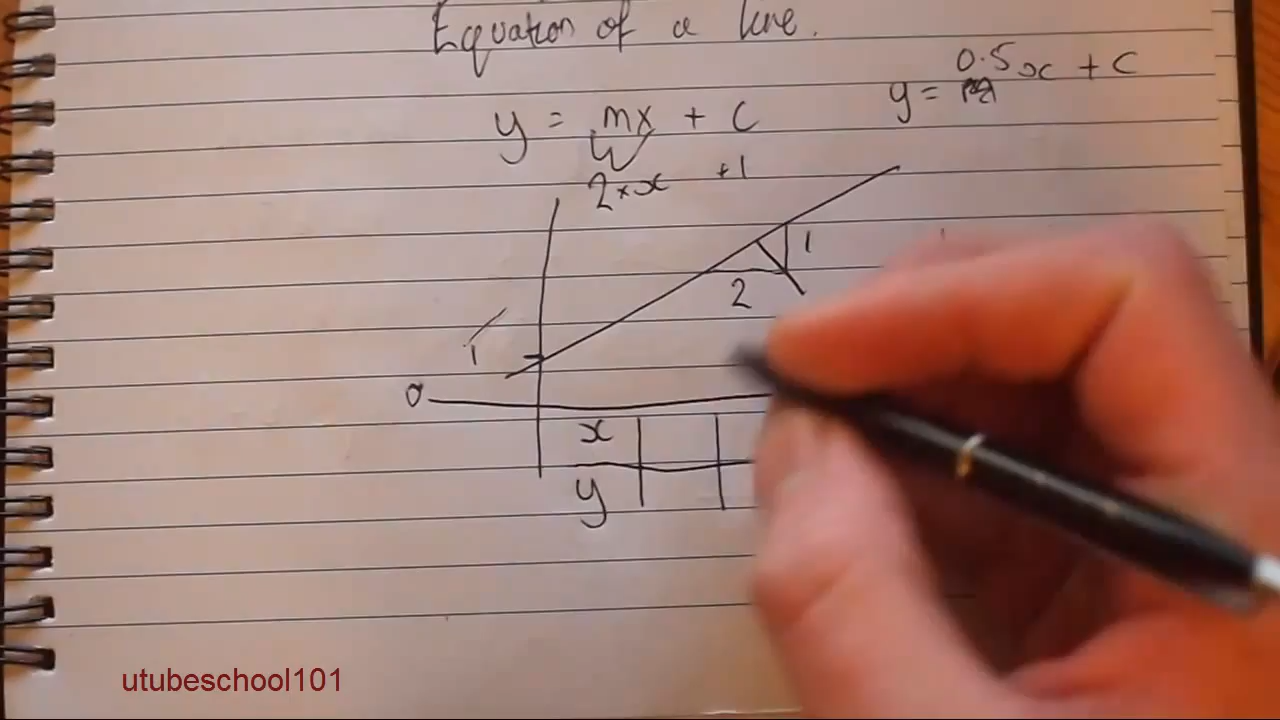 Equation of a line.
y = mx + c
y = 0.5x + c
2 × x + 1
1
2
1
0
x
y
utubeschool101